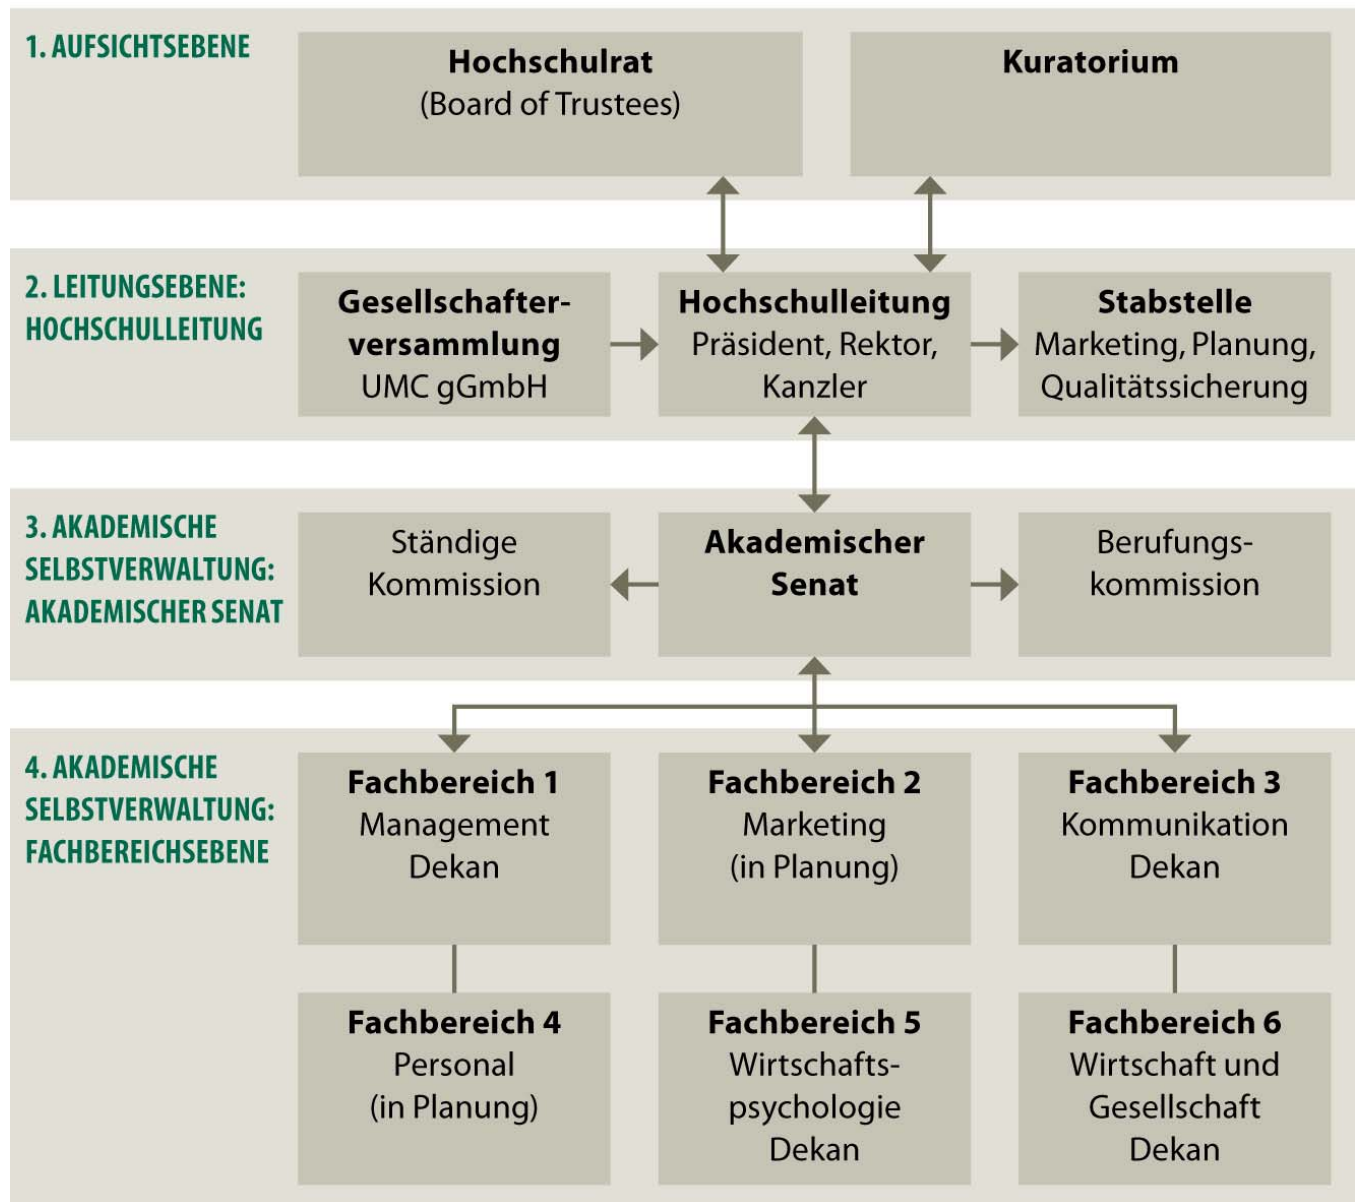 1. AUFSICHTSEBENE
Hochschulrat
(Board of Trustees)
Kuratorium
2. LEITUNGSEBENE:
HOCHSCHULLEITUNG
Gesellschafter-
versammlung
UMC gGmbH
Hochschulleitung
Präsident, Rektor,
Kanzler
Stabstelle
Marketing, Planung,
Qualitätssicherung
3. AKADEMISCHE
SELBSTVERWALTUNG:
AKADEMISCHER SENAT
Ständige
Kommission
Akademischer
Senat
Berufungs-
kommission
4. AKADEMISCHE
SELBSTVERWALTUNG:
FACHBEREICHSEBENE
Fachbereich 1
Management
Dekan
Fachbereich 2
Marketing
(in Planung)
Fachbereich 3
Kommunikation
Dekan
Fachbereich 4
Personal
(in Planung)
Fachbereich 5
Wirtschafts-
psychologie
Dekan
Fachbereich 6
Wirtschaft und
Gesellschaft
Dekan